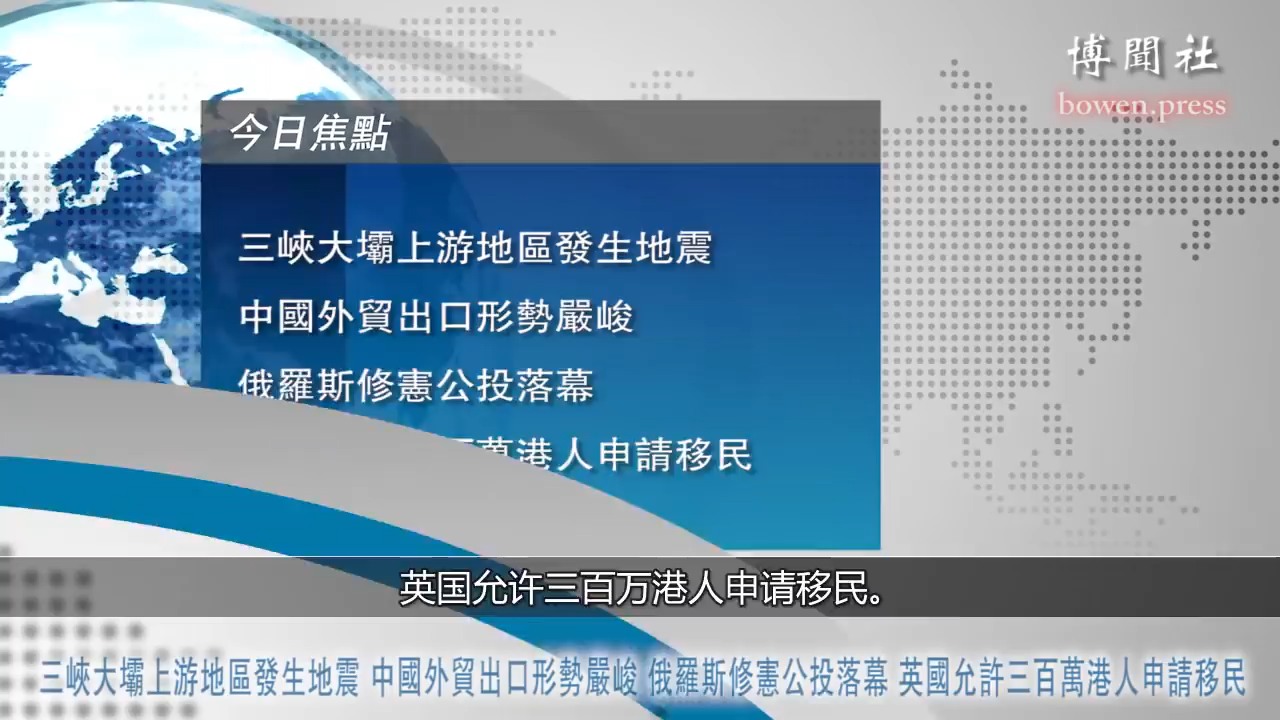 博聞社
bowen.press
今日焦點
三峽大壩上游地區發生地震
中國外貿出口形勢嚴峻
俄羅斯修憲公投落幕
百萬港人申請移民
英国允许三百万港人申请移民。
三峽大壩上游地區發生地震 中國外貿出口形勢嚴峻 俄羅斯修憲公投落幕 英國允許三百萬港人申請移民